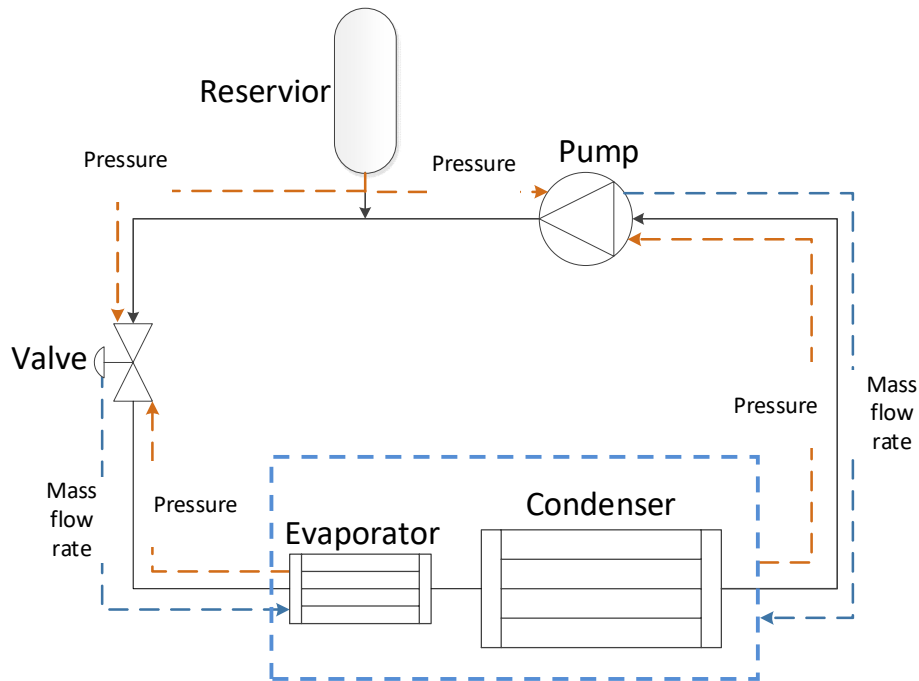 Reservior
Pressure
Pressure
Pump
Valve
Mass
flow
rate
Pressure
Mass
flow
rate
Pressure
Evaporator
Condenser